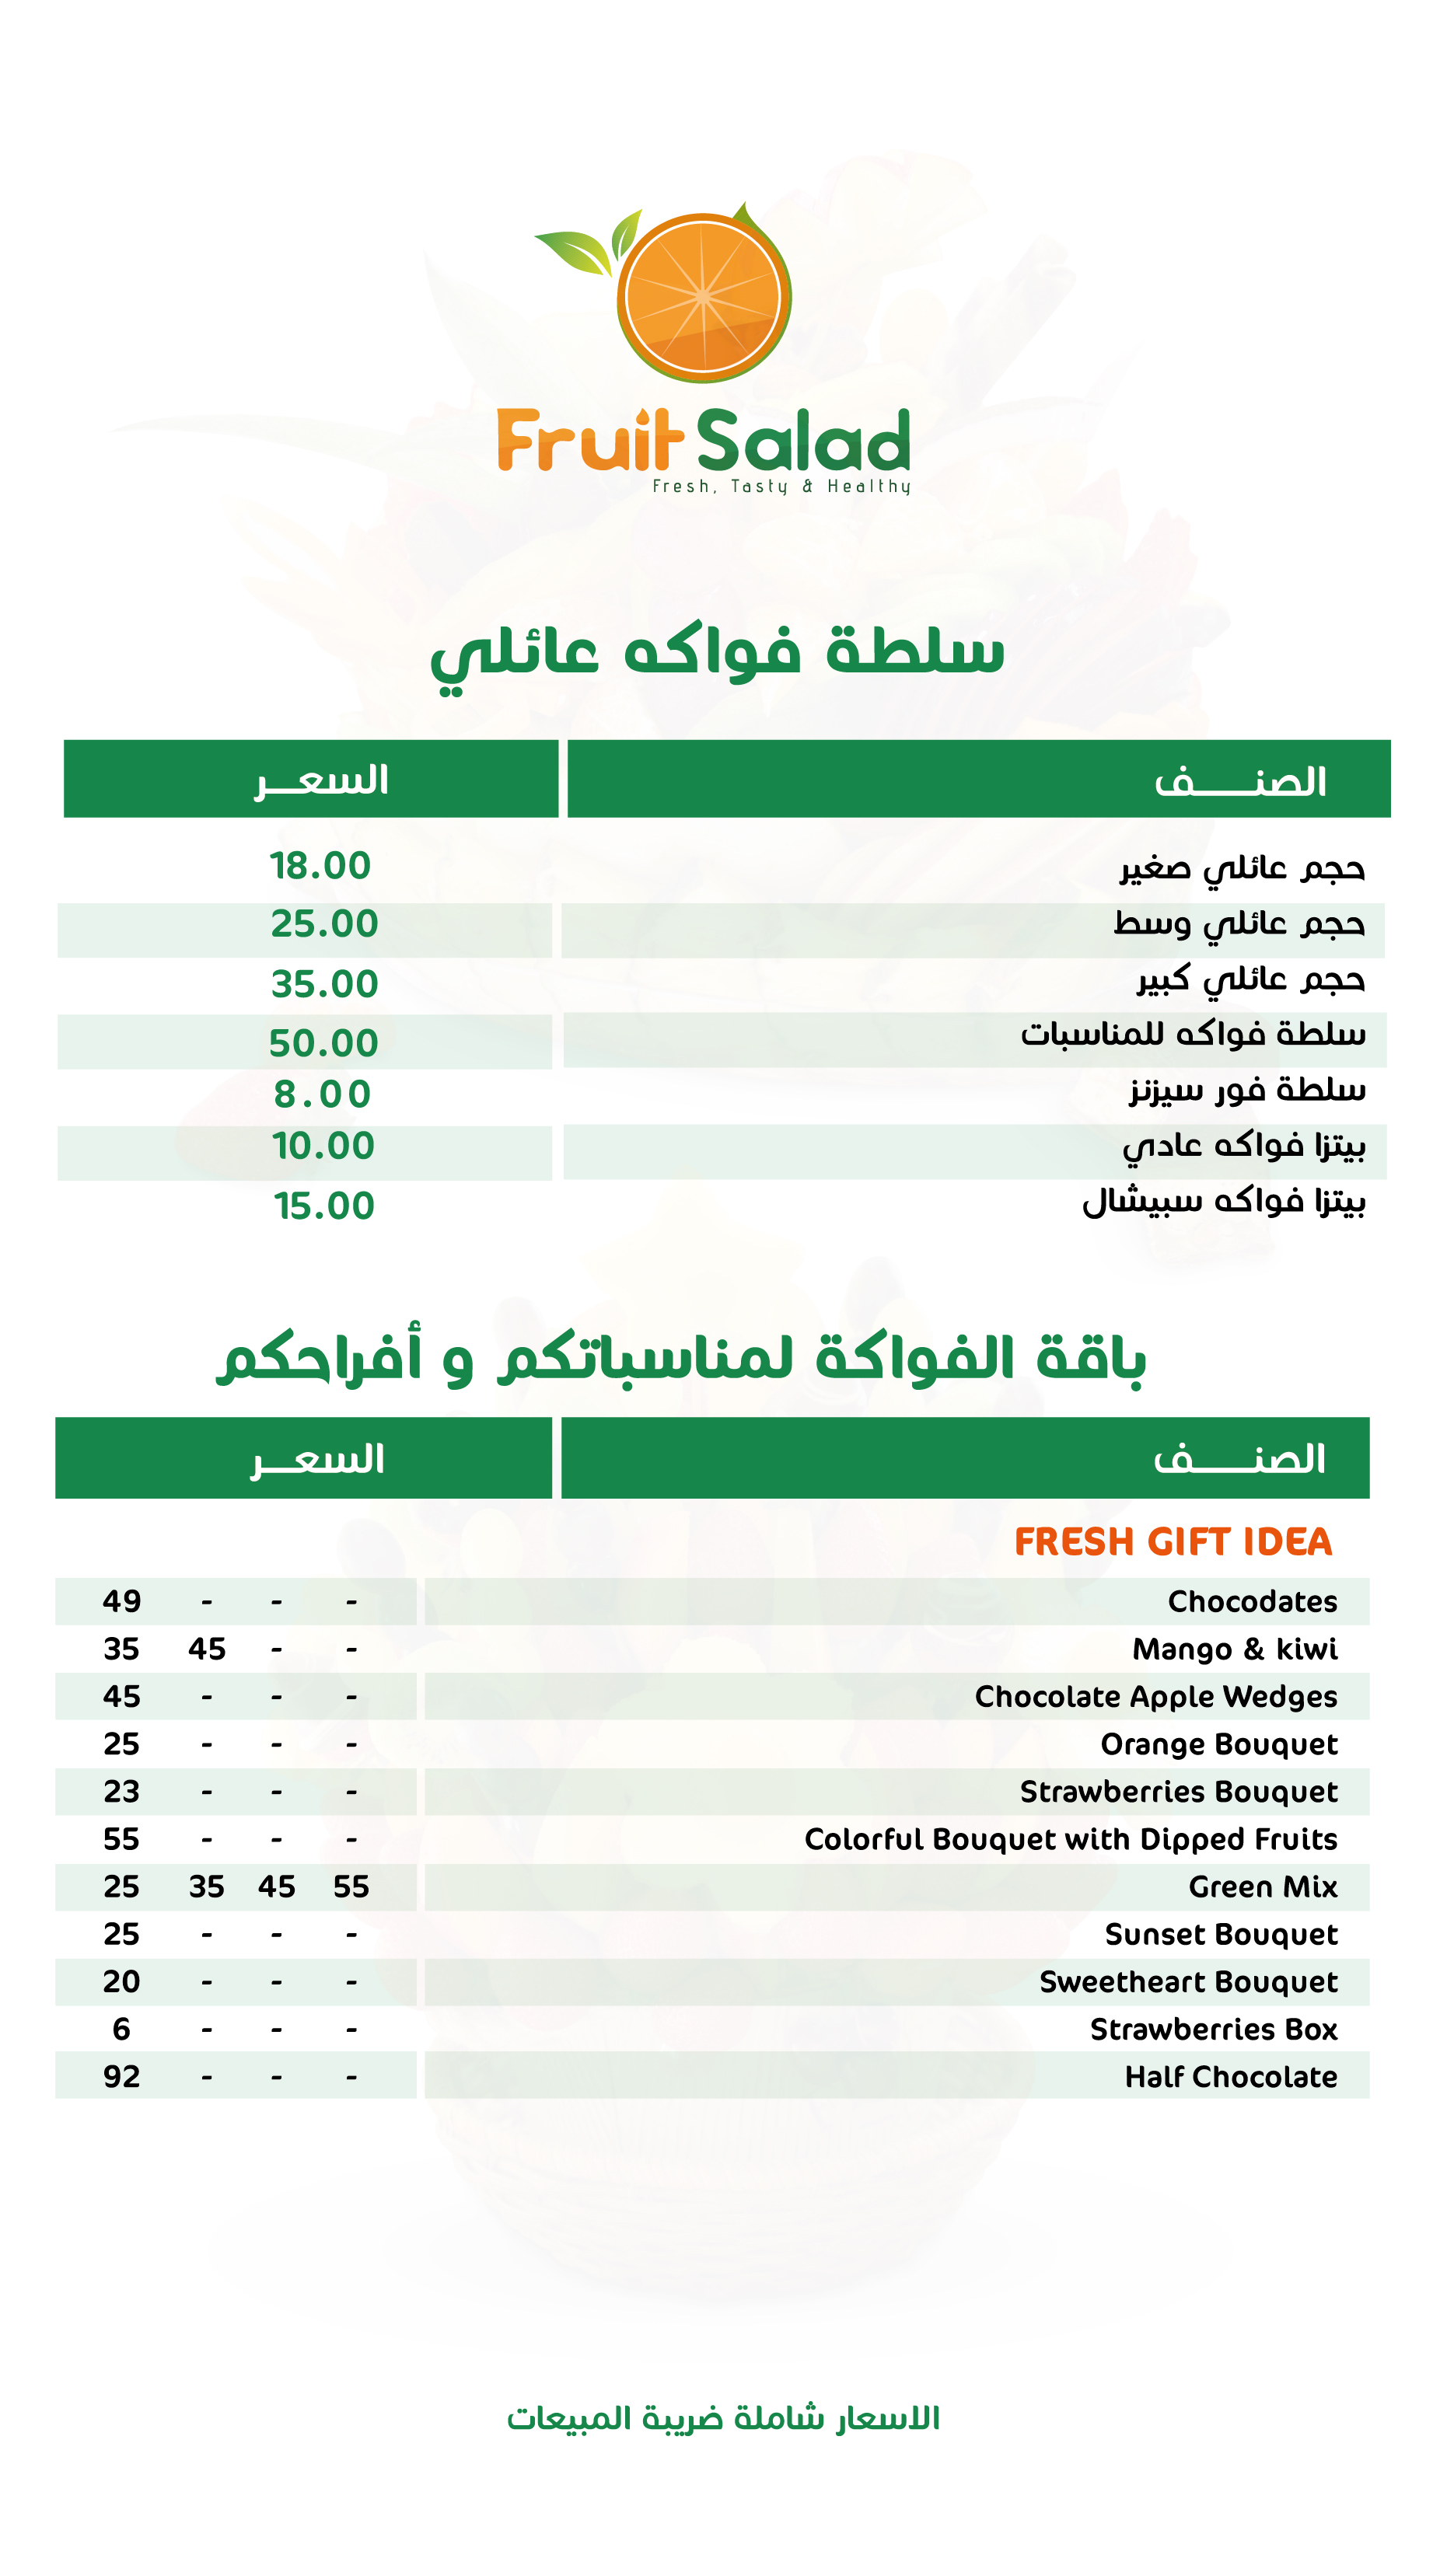 Fruit Salad
Fresh, Tasty & Healthy
سلطة فواكه عائلي
الصنـــــف السعـــر
حجم عائلي صغير 18.00
حجم عائلي وسط 25.00
حجم عائلي كبير 35.00
سلطة فواكه للمناسبات 50.00
سلطة فور سيزنز 8.00
بيتزا فواكه عادي 10.00
بيتزا فواكه سبيشال 15.00
باقة الفواكة لمناسباتكم و أفراحكم
الصنـــــف السعـــر
FRESH GIFT IDEA
49 - - - Chocodates
35 45 - - Mango & kiwi
45 - - - Chocolate Apple Wedges
25 - - - Orange Bouquet
23 - - - Strawberries Bouquet
55 - - - Colorful Bouquet with Dipped Fruits
25 35 45 55 Green Mix
25 - - - Sunset Bouquet
20 - - - Sweetheart Bouquet
6 - - - Strawberries Box
92 - - - Half Chocolate
الاسعار شاملة ضريبة المبيعات